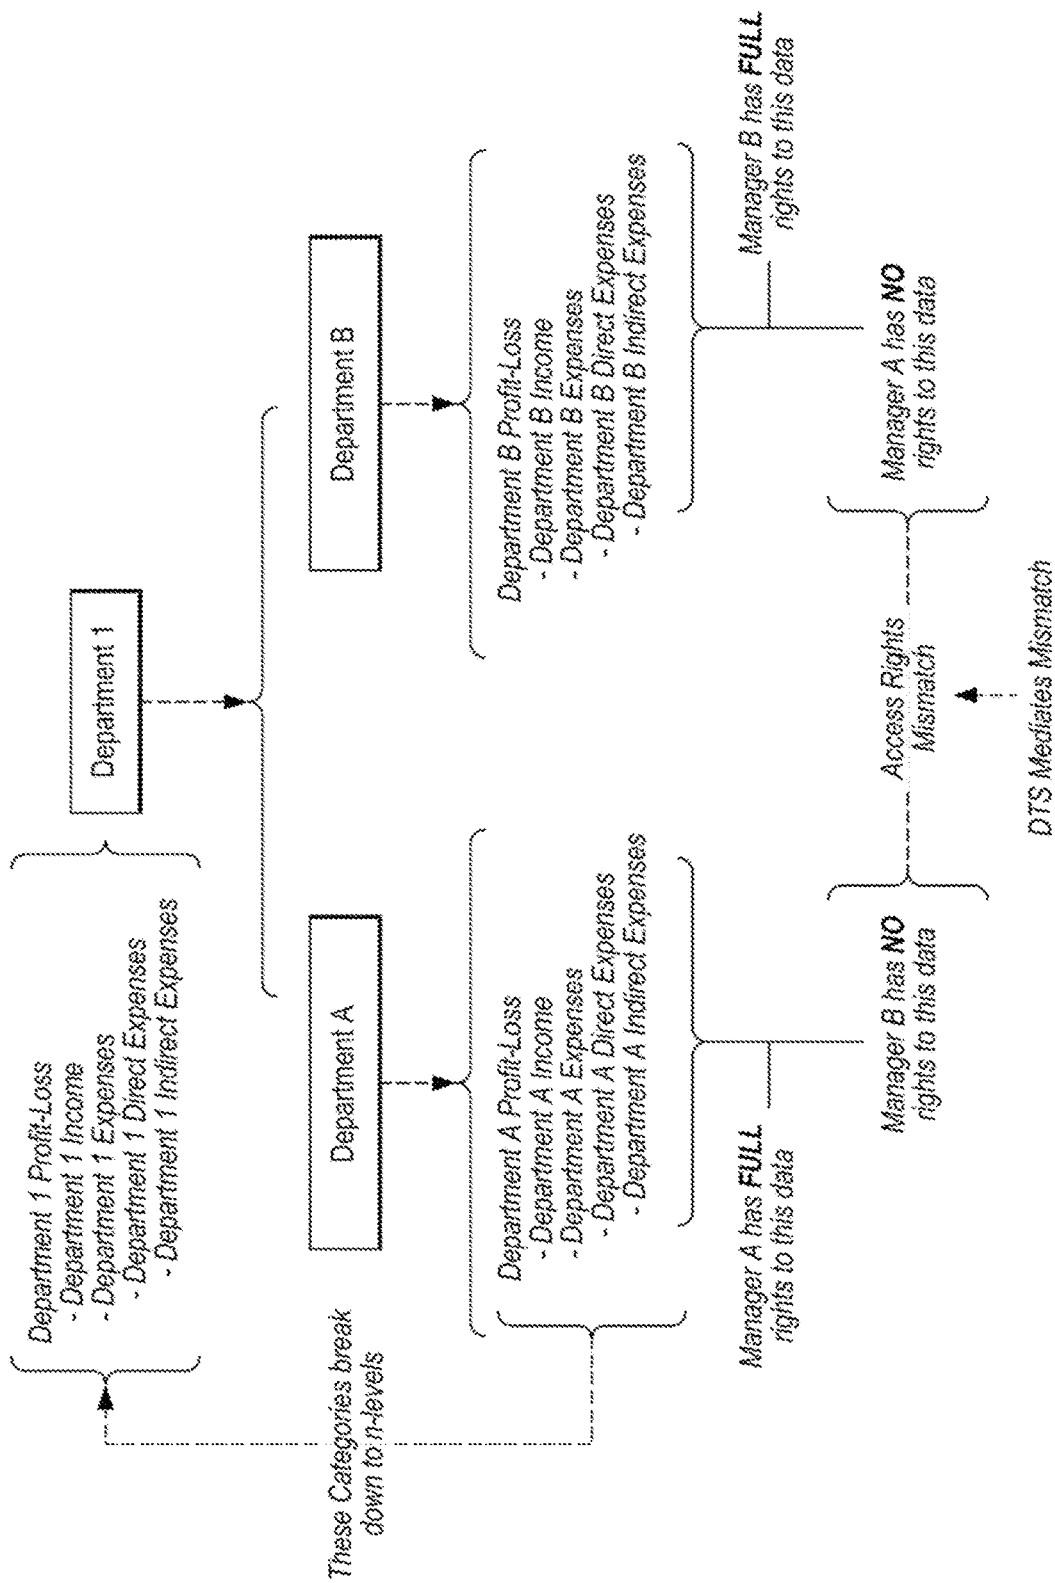 Department 1 Profit-Loss
- Department 1 Income
- Department 1 Expenses
- Department 1 Direct Expenses
- Department 1 Indirect Expenses
Department 1
These Categories break
down to n-levels
Department A
Department B
Department A Profit-Loss
- Department A Income
- Department A Expenses
- Department A Direct Expenses
- Department A Indirect Expenses
Department B Profit-Loss
- Department B Income
- Department B Expenses
- Department B Direct Expenses
- Department B Indirect Expenses
Manager A has FULL
rights to this data
Manager B has FULL
rights to this data
Manager B has NO
rights to this data
Access Rights
Mismatch
Manager A has NO
rights to this data
DTS Mediates Mismatch